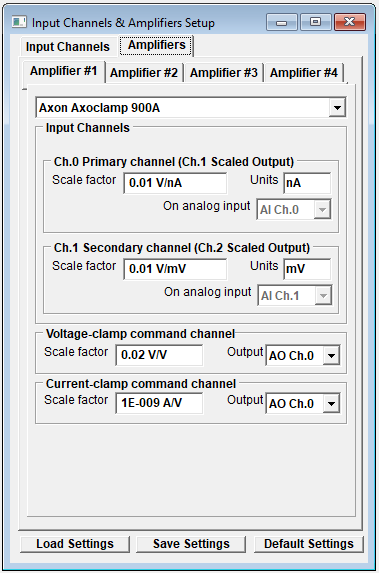 Input Channels & Amplifiers Setup
Input Channels Amplifiers
Amplifier #1 Amplifier #2 Amplifier #3 Amplifier #4
Axon Axoclamp 900A
Input Channels
Ch.0 Primary channel (Ch.1 Scaled Output)
Scale factor 0.01 V/nA Units nA
On analog input AI Ch.0
Ch.1 Secondary channel (Ch.2 Scaled Output)
Scale factor 0.01 V/mV Units mV
On analog input AI Ch.1
Voltage-clamp command channel
Scale factor 0.02 V/V Output AO Ch.0
Current-clamp command channel
Scale factor 1E-009 A/V Output AO Ch.0
Load Settings Save Settings Default Settings